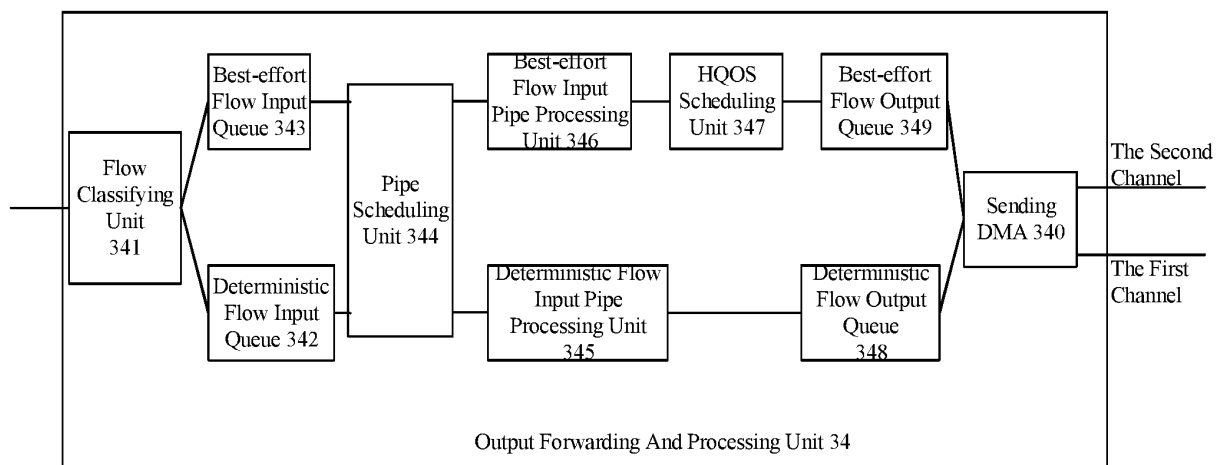 Flow
Classifying
Unit
341
Best-effort
Flow Input
Queue 343
Deterministic
Flow Input
Queue 342
Pipe
Scheduling
Unit 344
Best-effort
Flow Input
Pipe Processing
Unit 346
HQOS
Scheduling
Unit 347
Best-effort
Flow Output
Queue 349
Deterministic Flow
Input Pipe
Processing Unit
345
Deterministic
Flow Output
Queue
348
Sending
DMA 340
The Second
Channel
The First
Channel
Output Forwarding And Processing Unit 34